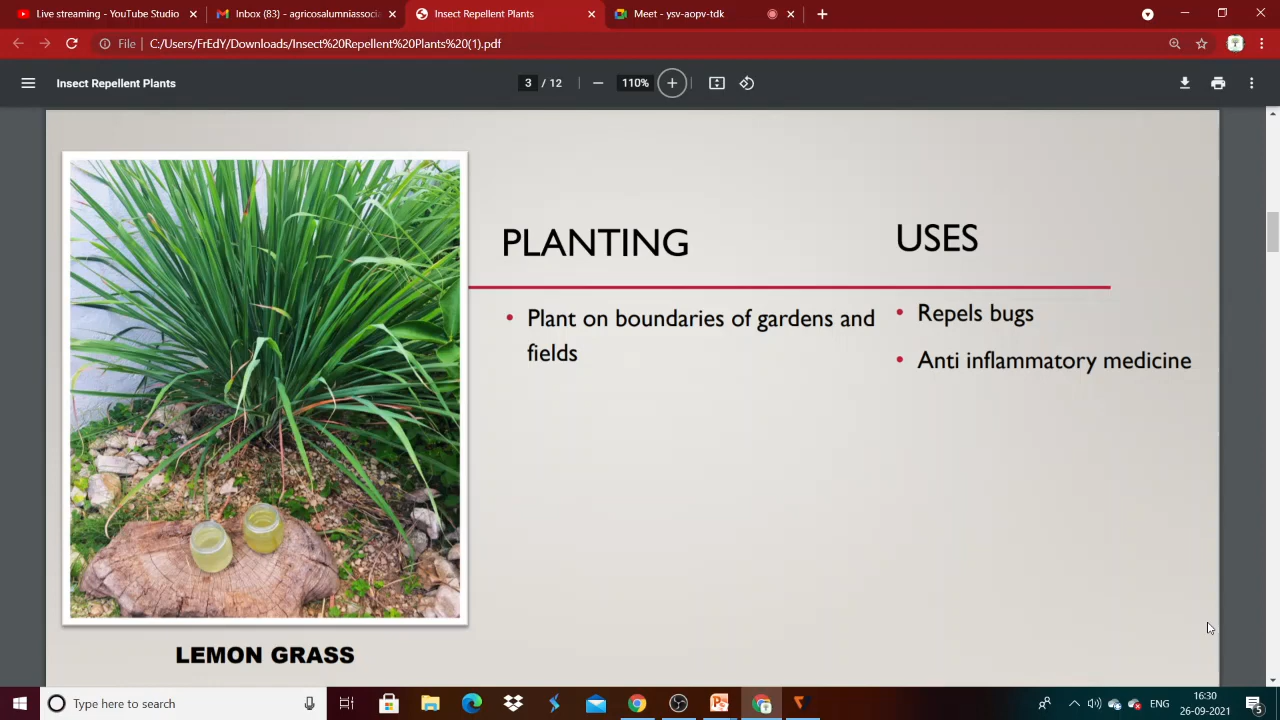 Live streaming - YouTube Studio
Inbox (83) - agricosalumniassocia
Insect Repellent Plants
Meet - ysv-aopv-tdk
File
C:/Users/FrEdY/Downloads/Insect%20Repellent%20Plants%20(1).pdf
Insect Repellent Plants
3 / 12
110%
PLANTING
USES
• Plant on boundaries of gardens and
fields
• Repels bugs
• Anti inflammatory medicine
LEMON GRASS
Type here to search
ENG
16:30
26-09-2021
5